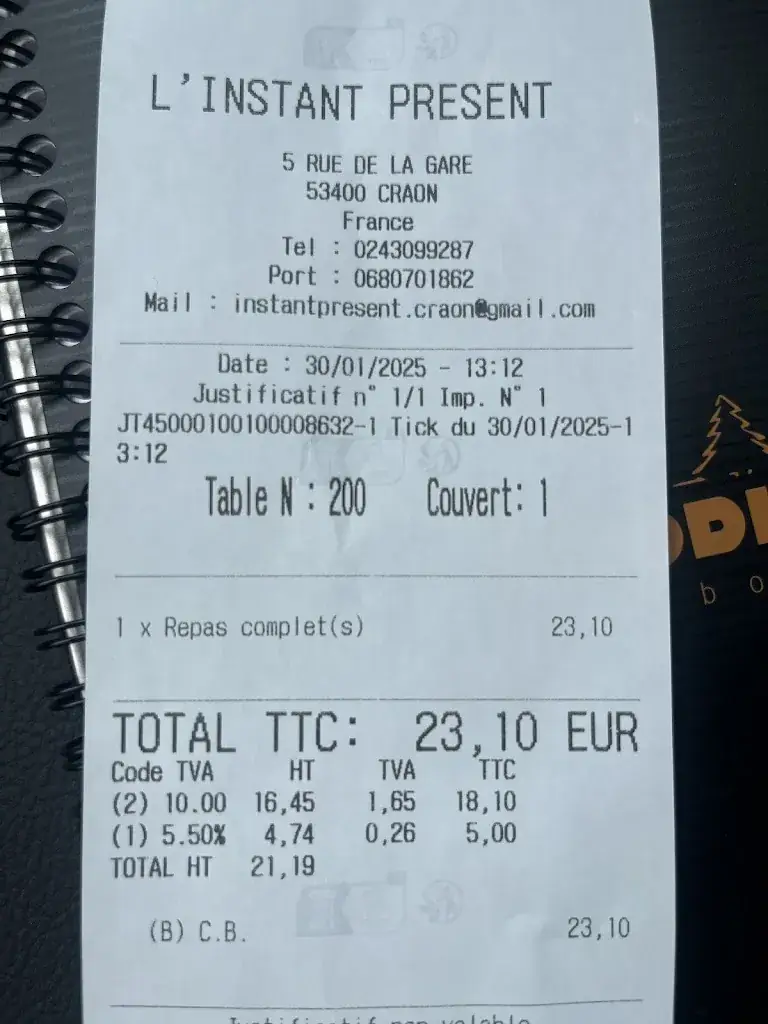 L'INSTANT PRESENT
5 RUE DE LA GARE
53400 CRAON
France
Tel : 0243099287
Port : 0680701862
Mail : instantpresent.craon@gmail.com
Date : 30/01/2025 - 13:12
Justificatif n° 1/1 Imp. N° 1
JT45000100100008632-1 Tick du 30/01/2025-1
3:12
Table N : 200 Couvert: 1
1 x Repas complet(s) 23,10
TOTAL TTC: 23,10 EUR
Code TVA HT TVA TTC
(2) 10.00 16,45 1,65 18,10
(1) 5.50% 4,74 0,26 5,00
TOTAL HT 21,19
(B) C.B. 23,10
Justificatif non valable